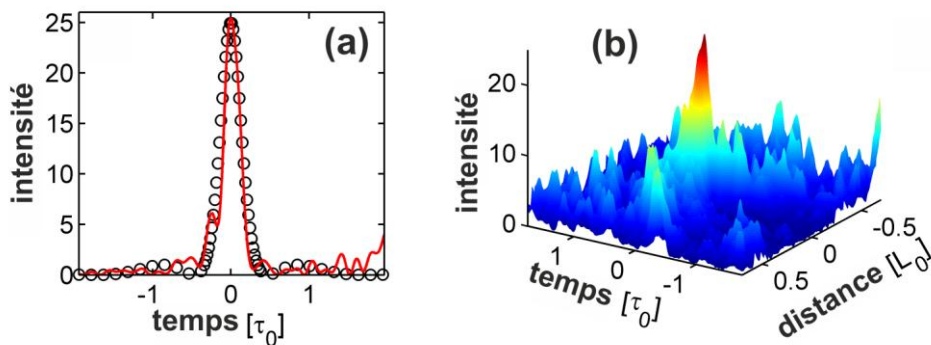 (a)
intensité
25
20
15
10
5
0
-1
0
1
temps [τ₀]
(b)
intensité
20
10
0
1
0
-1
temps [τ₀]
0.5
0
-0.5
distance [L₀]